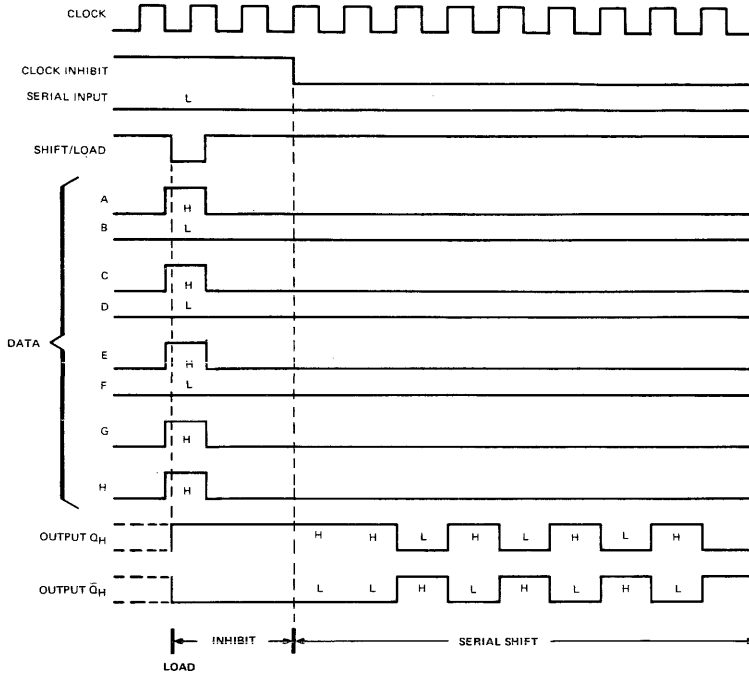 CLOCK
CLOCK INHIBIT
SERIAL INPUT L
SHIFT/LOAD
A H
B L
C H
D L
DATA
E H
F L
G H
H H
OUTPUT QH H H L H L H L H
OUTPUT Q̄H L L H L H L H L
INHIBIT SERIAL SHIFT
LOAD